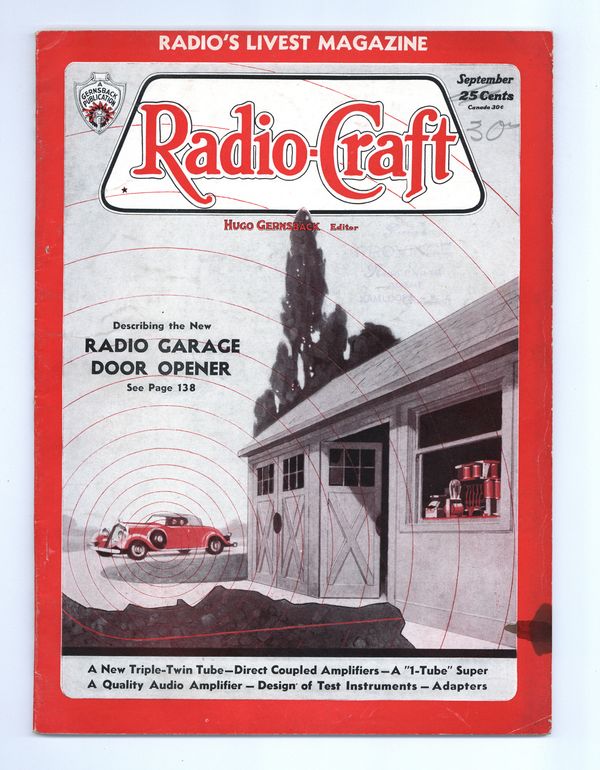 RADIO'S LIVEST MAGAZINE
A
GERNSBACK
PUBLICATION
September
25 Cents
Canada 30¢
30
Radio-Craft
HUGO GERNSBACK Editor
Describing the New
RADIO GARAGE
DOOR OPENER
See Page 138
A New Triple-Twin Tube—Direct Coupled Amplifiers—A "1-Tube" Super
A Quality Audio Amplifier — Design of Test Instruments — Adapters